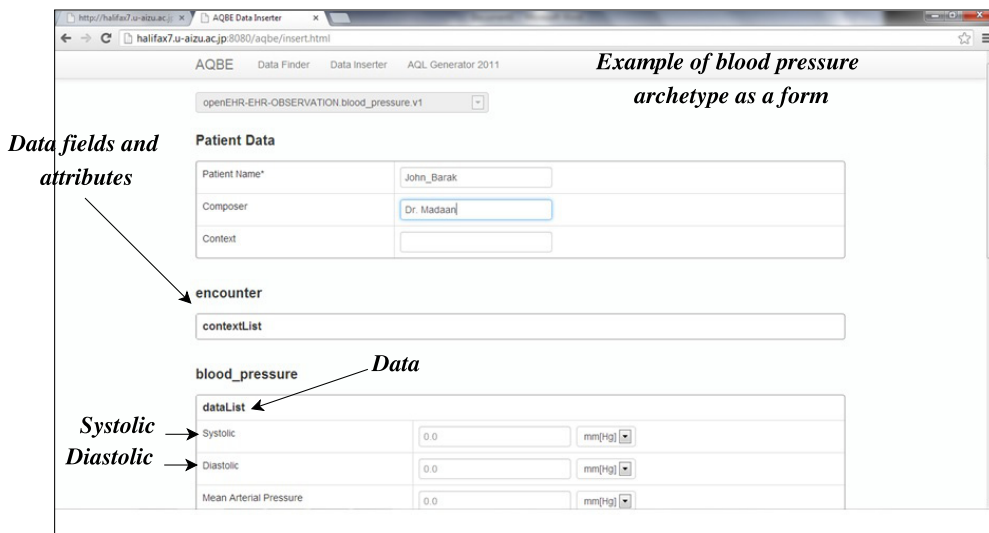 http://halifax7.u-aizu.ac.jp
AQBE Data Inserter
halifax7.u-aizu.ac.jp:8080/aqbe/insert.html
AQBE Data Finder Data Inserter AQL Generator 2011
Example of blood pressure
archetype as a form
openEHR-EHR-OBSERVATION.blood_pressure.v1
Data fields and
attributes
Patient Data
Patient Name* John_Barak
Composer Dr. Madaan
Context
encounter
contextList
blood_pressure
Data
dataList
Systolic
Systolic 0.0 mm[Hg]
Diastolic
Diastolic 0.0 mm[Hg]
Mean Arterial Pressure 0.0 mm[Hg]